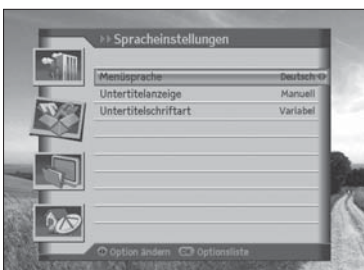 >> Spracheinstellungen
Menüsprache Deutsch
Untertitelanzeige Manuell
Untertitelschriftart Variabel
Option ändern Optionsliste